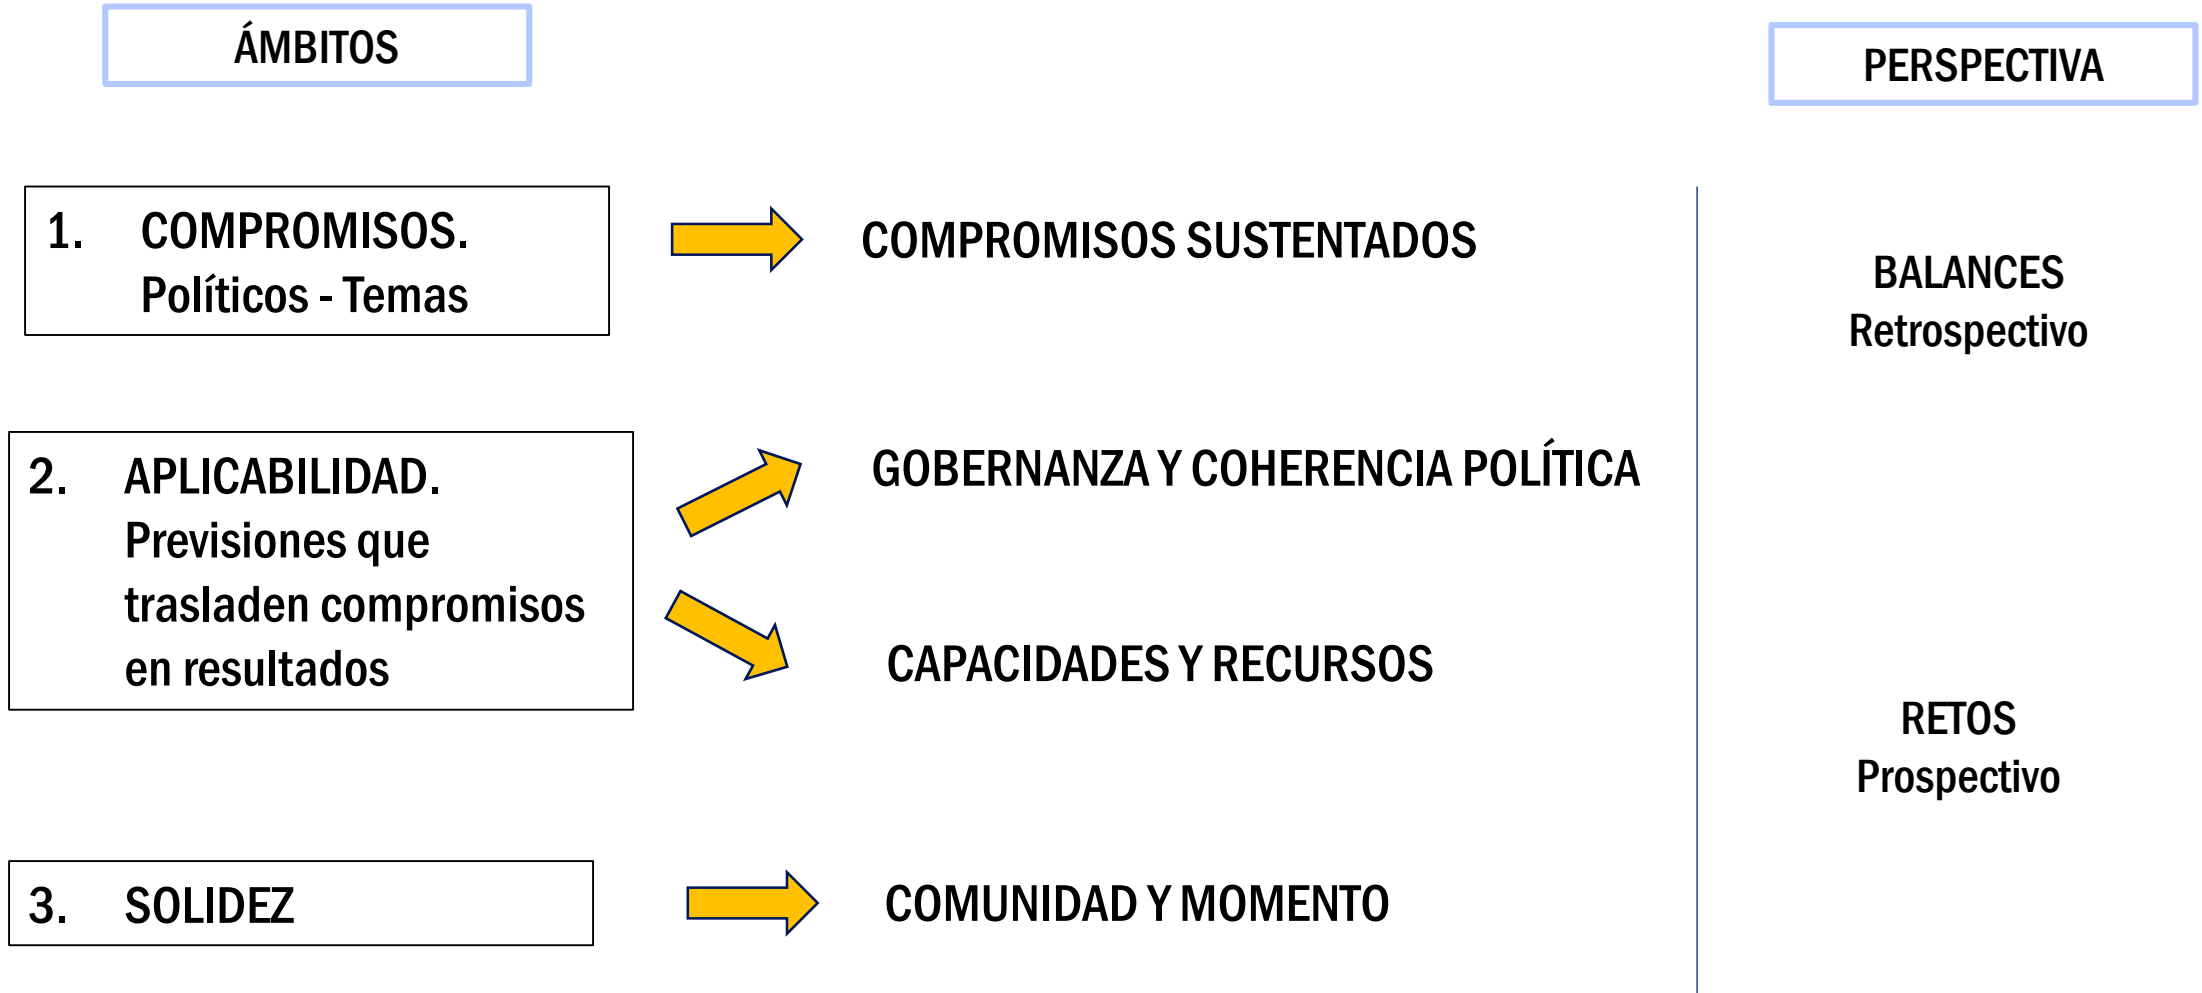 ÁMBITOS
PERSPECTIVA
1. COMPROMISOS.
Políticos - Temas
COMPROMISOS SUSTENTADOS
BALANCES
Retrospectivo
2. APLICABILIDAD.
Previsiones que
trasladen compromisos
en resultados
GOBERNANZA Y COHERENCIA POLÍTICA
CAPACIDADES Y RECURSOS
RETOS
Prospectivo
3. SOLIDEZ
COMUNIDAD Y MOMENTO